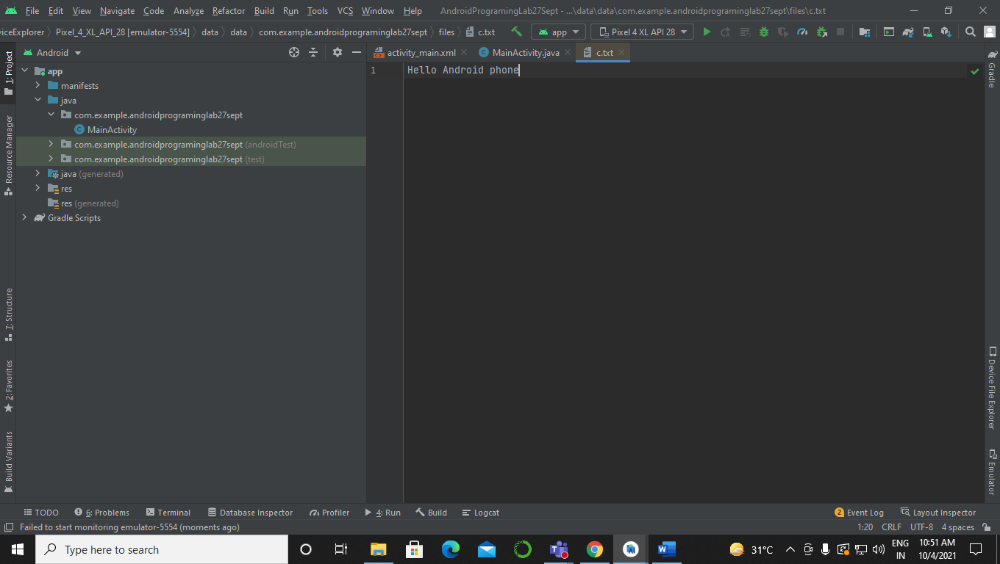 File Edit View Navigate Code Analyze Refactor Build Run Tools VCS Window Help AndroidProgramingLab27Sept - ...\data\data\com.example.androidprograminglab27sept\files\c.txt
viceExplorer Pixel_4_XL_API_28 [emulator-5554] data data com.example.androidprograminglab27sept files c.txt app Pixel 4 XL API 28
Android activity_main.xml MainActivity.java c.txt
1 Hello Android phone
app
manifests
java
com.example.androidprograminglab27sept
MainActivity
com.example.androidprograminglab27sept (androidTest)
com.example.androidprograminglab27sept (test)
java (generated)
res
res (generated)
Gradle Scripts
1: Project
Resource Manager
7: Structure
2: Favorites
Build Variants
Gradle
Device File Explorer
Emulator
TODO 6: Problems Terminal Database Inspector Profiler 4: Run Build Logcat 2 Event Log Layout Inspector
Failed to start monitoring emulator-5554 (moments ago) 1:20 CRLF UTF-8 4 spaces
Type here to search 31°C ENG 10:51 AM
IN 10/4/2021